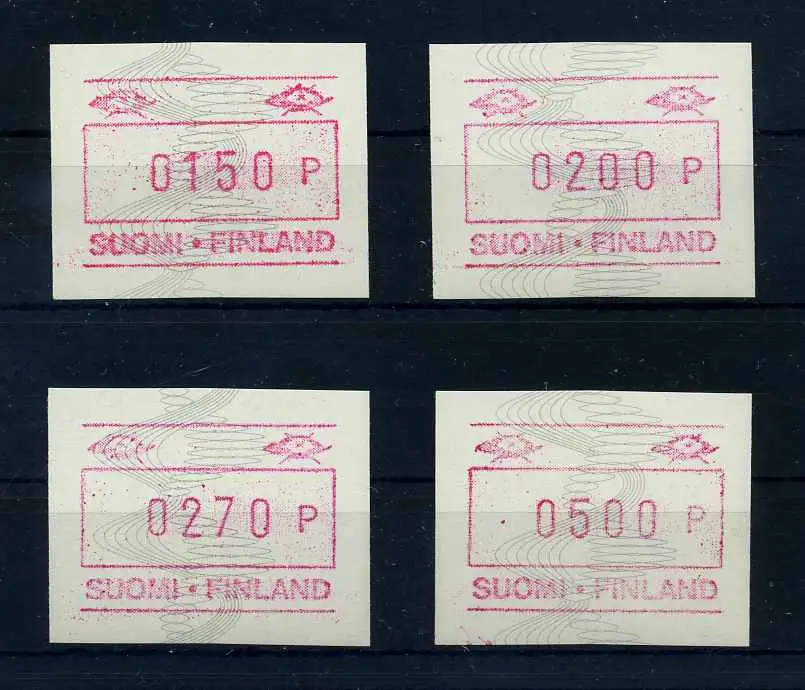 0150 P
SUOMI • FINLAND
0200 P
SUOMI • FINLAND
0270 P
SUOMI • FINLAND
0500 P
SUOMI • FINLAND